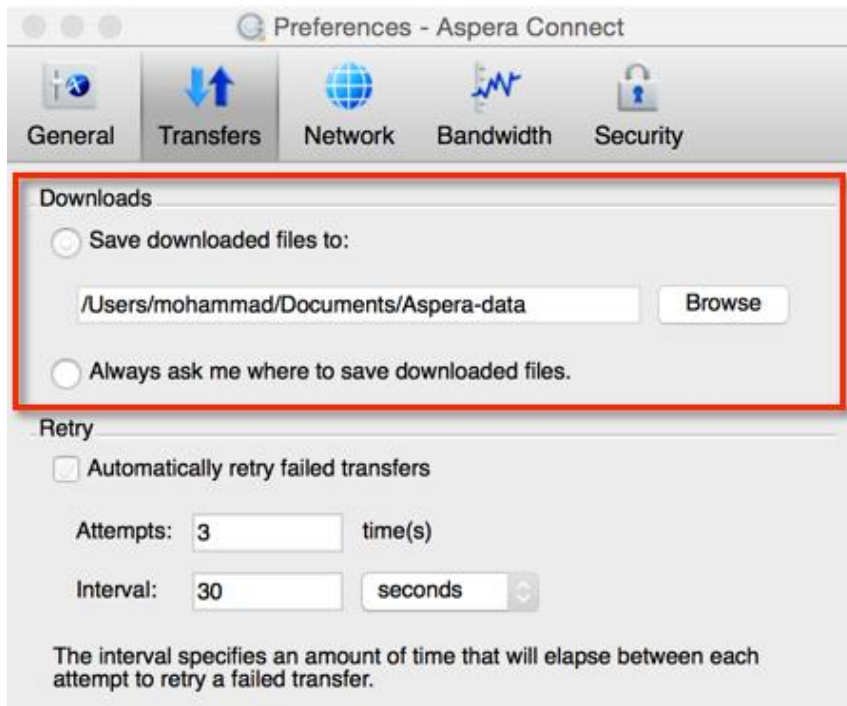 Preferences - Aspera Connect
General Transfers Network Bandwidth Security
Downloads
Save downloaded files to:
/Users/mohammad/Documents/Aspera-data Browse
Always ask me where to save downloaded files.
Retry
Automatically retry failed transfers
Attempts: 3 time(s)
Interval: 30 seconds
The interval specifies an amount of time that will elapse between each
attempt to retry a failed transfer.